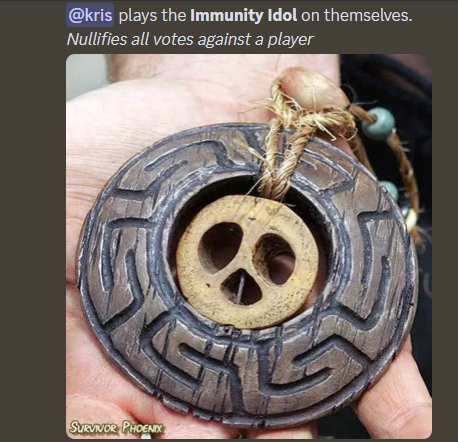 @kris plays the Immunity Idol on themselves.
Nullifies all votes against a player
SURVIVOR PHOENIX